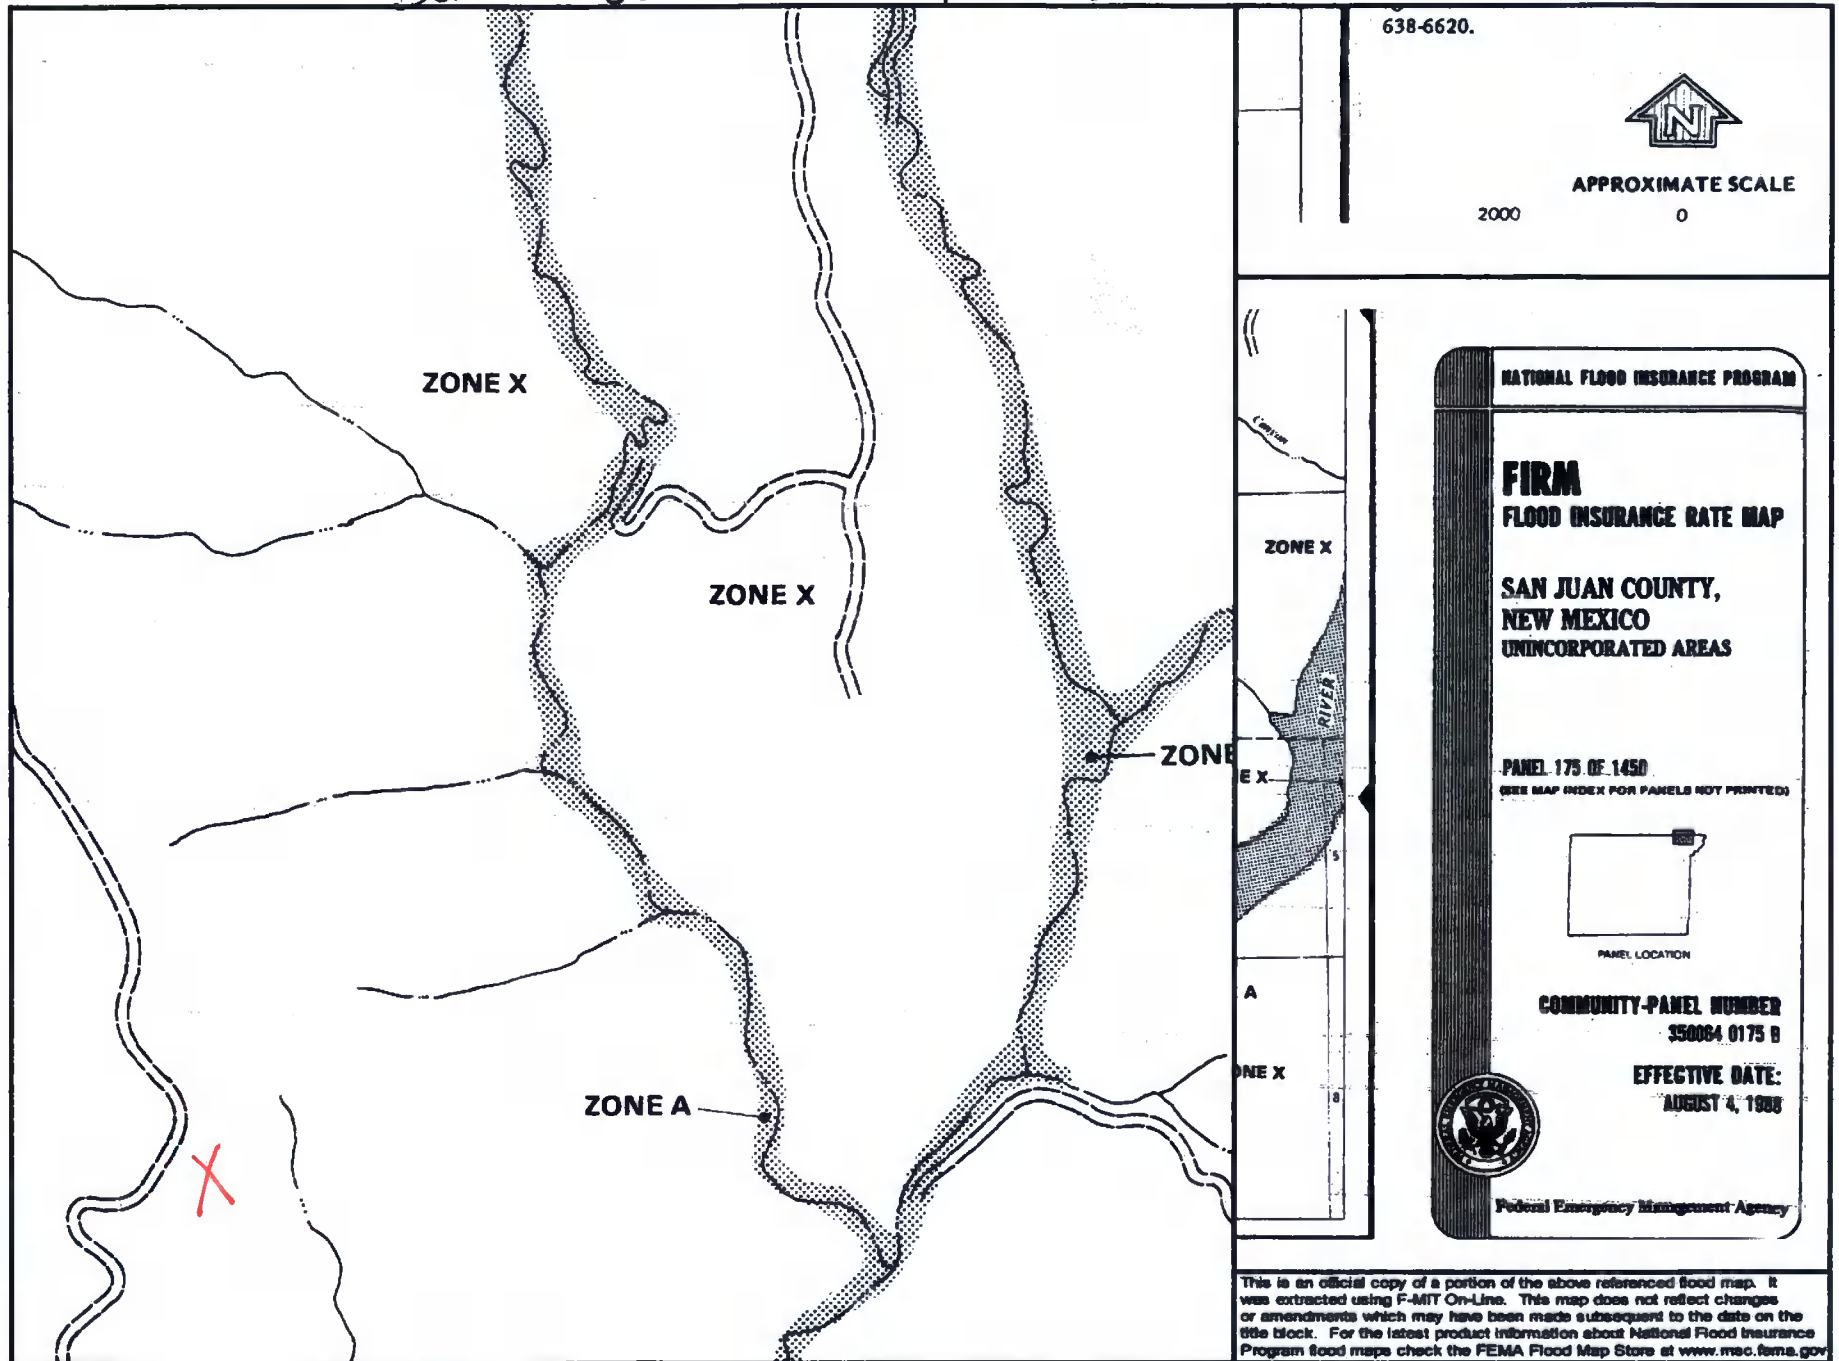 638-6620.
N
APPROXIMATE SCALE
2000 0
ZONE X
ZONE X
ZONE
ZONE A
X
Canyon
ZONE X
RIVER
E X
5
A
ONE X
8
NATIONAL FLOOD INSURANCE PROGRAM
FIRM
FLOOD INSURANCE RATE MAP
SAN JUAN COUNTY,
NEW MEXICO
UNINCORPORATED AREAS
PANEL 175 OF 1450
(SEE MAP INDEX FOR PANELS NOT PRINTED)
PANEL LOCATION
COMMUNITY-PANEL NUMBER
350064 0175 B
EFFECTIVE DATE:
AUGUST 4, 1988
Federal Emergency Management Agency
This is an official copy of a portion of the above referenced flood map. It
was extracted using F-MIT On-Line. This map does not reflect changes
or amendments which may have been made subsequent to the date on the
title block. For the latest product information about National Flood Insurance
Program flood maps check the FEMA Flood Map Store at www.msc.fema.gov